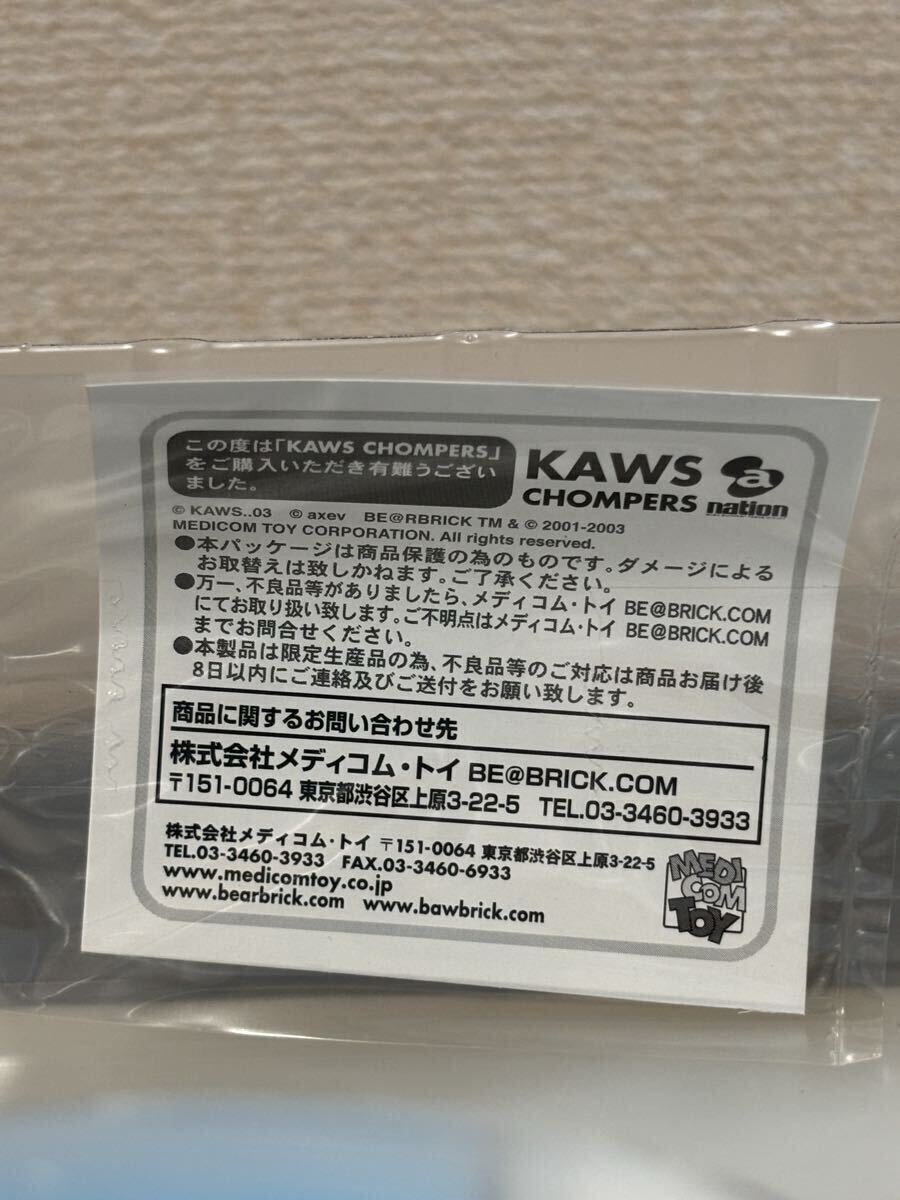 この度は「KAWS CHOMPERS」
をご購入いただき有難うござい
ました。
KAWS
CHOMPERS
a
nation
© KAWS..03 © axev BE@RBRICK TM & © 2001-2003
MEDICOM TOY CORPORATION. All rights reserved.
●本パッケージは商品保護の為のものです。ダメージによる
お取替えは致しかねます。ご了承ください。
●万一、不良品等がありましたら、メディコム・トイ BE@BRICK.COM
にてお取り扱い致します。ご不明点はメディコム・トイ BE@BRICK.COM
までお問合せください。
●本製品は限定生産品の為、不良品等のご対応は商品お届け後
8日以内にご連絡及びご送付をお願い致します。
商品に関するお問い合わせ先
株式会社メディコム・トイ BE@BRICK.COM
〒151-0064 東京都渋谷区上原3-22-5 TEL.03-3460-3933
株式会社メディコム・トイ 〒151-0064 東京都渋谷区上原3-22-5
TEL.03-3460-3933 FAX.03-3460-6933
www.medicomtoy.co.jp
www.bearbrick.com www.bawbrick.com
MEDI
COM
TOY